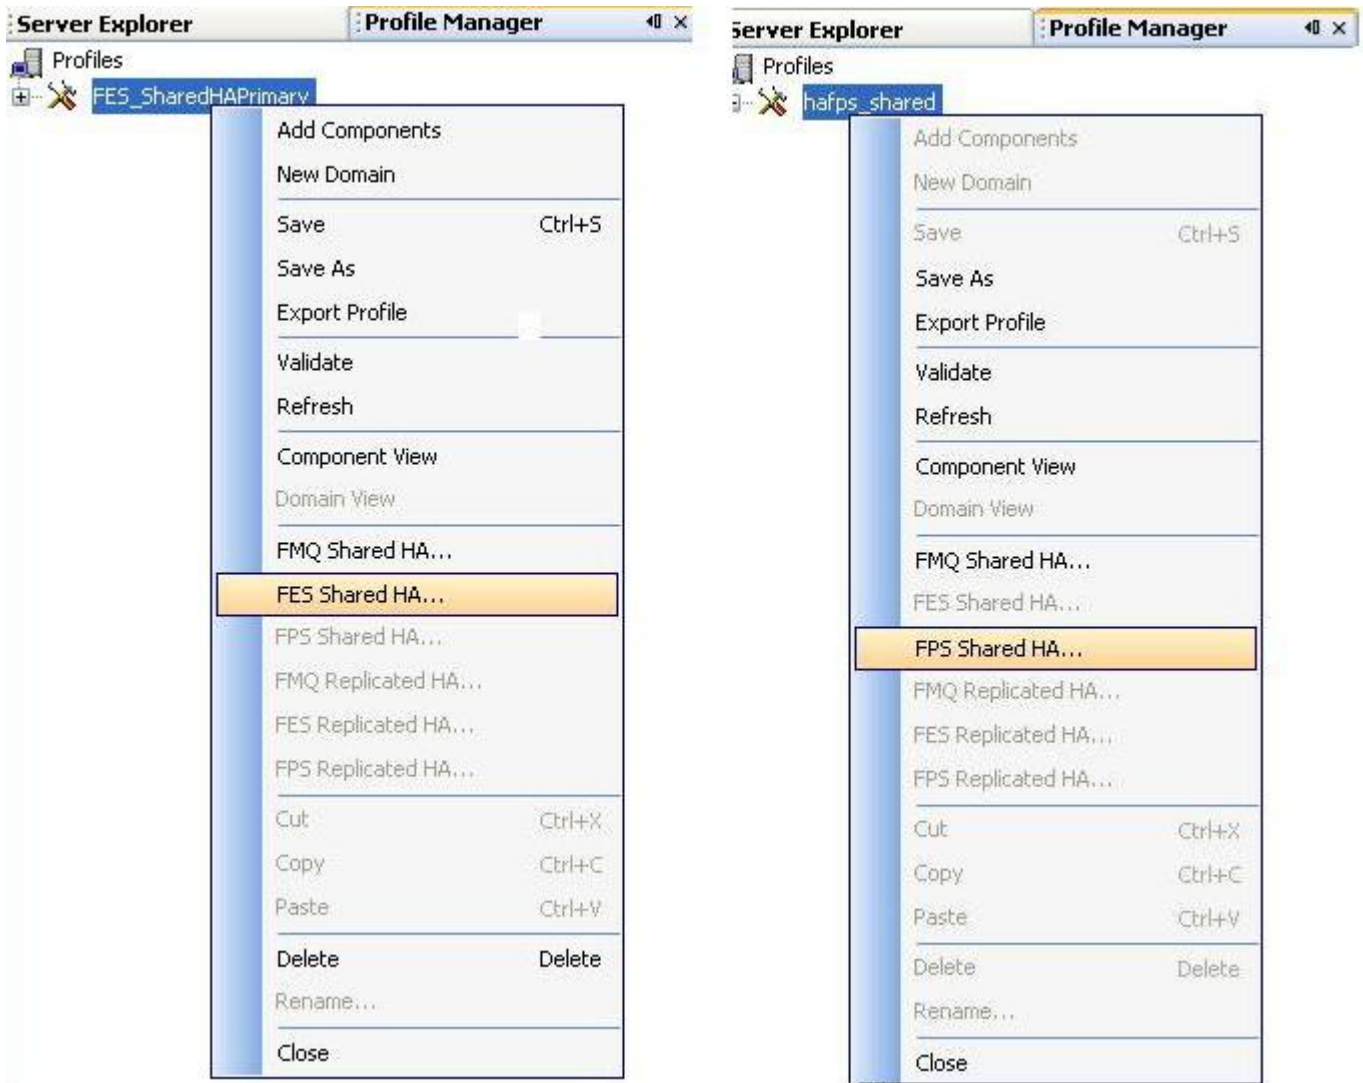 Server Explorer
Profile Manager
Profiles
FES_SharedHAPrimary
Add Components
New Domain
Save Ctrl+S
Save As
Export Profile
Validate
Refresh
Component View
Domain View
FMQ Shared HA...
FES Shared HA...
FPS Shared HA...
FMQ Replicated HA...
FES Replicated HA...
FPS Replicated HA...
Cut Ctrl+X
Copy Ctrl+C
Paste Ctrl+V
Delete Delete
Rename...
Close
Server Explorer
Profile Manager
Profiles
hafps_shared
Add Components
New Domain
Save Ctrl+S
Save As
Export Profile
Validate
Refresh
Component View
Domain View
FMQ Shared HA...
FES Shared HA...
FPS Shared HA...
FMQ Replicated HA...
FES Replicated HA...
FPS Replicated HA...
Cut Ctrl+X
Copy Ctrl+C
Paste Ctrl+V
Delete Delete
Rename...
Close